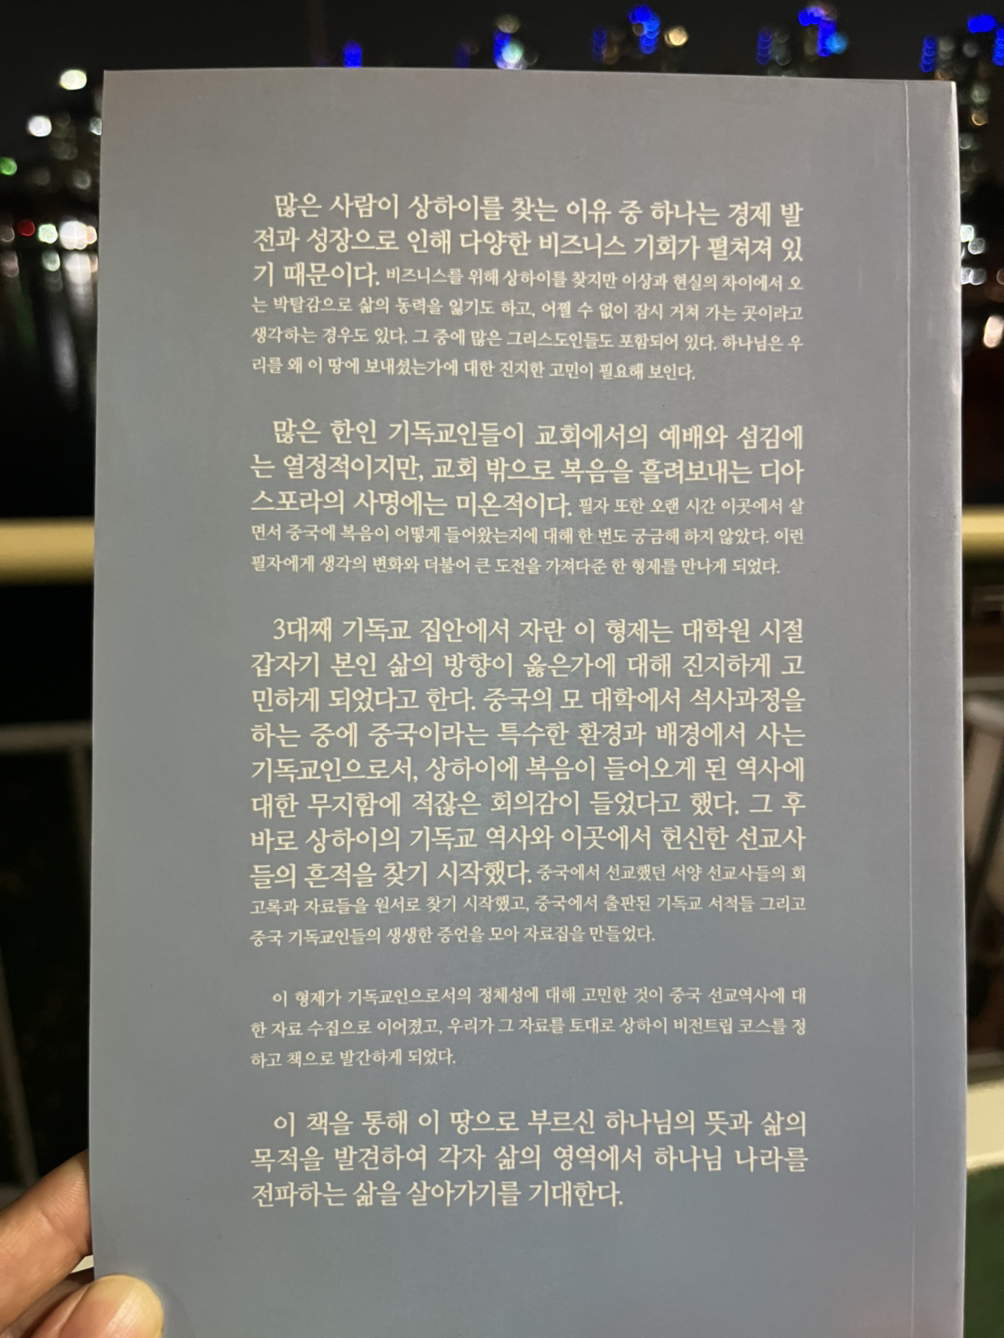 많은 사람이 상하이를 찾는 이유 중 하나는 경제 발
전과 성장으로 인해 다양한 비즈니스 기회가 펼쳐져 있
기 때문이다. 비즈니스를 위해 상하이를 찾지만 이상과 현실의 차이에서 오
는 박탈감으로 삶의 동력을 잃기도 하고, 어쩔 수 없이 잠시 거쳐 가는 곳이라고
생각하는 경우도 있다. 그 중에 많은 그리스도인들도 포함되어 있다. 하나님은 우
리를 왜 이 땅에 보내셨는가에 대한 진지한 고민이 필요해 보인다.
많은 한인 기독교인들이 교회에서의 예배와 섬김에
는 열정적이지만, 교회 밖으로 복음을 흘려보내는 디아
스포라의 사명에는 미온적이다. 필자 또한 오랜 시간 이곳에서 살
면서 중국에 복음이 어떻게 들어왔는지에 대해 한 번도 궁금해 하지 않았다. 이런
필자에게 생각의 변화와 더불어 큰 도전을 가져다준 한 형제를 만나게 되었다.
3대째 기독교 집안에서 자란 이 형제는 대학원 시절
갑자기 본인 삶의 방향이 옳은가에 대해 진지하게 고
민하게 되었다고 한다. 중국의 모 대학에서 석사과정을
하는 중에 중국이라는 특수한 환경과 배경에서 사는
기독교인으로서, 상하이에 복음이 들어오게 된 역사에
대한 무지함에 적잖은 회의감이 들었다고 했다. 그 후
바로 상하이의 기독교 역사와 이곳에서 헌신한 선교사
들의 흔적을 찾기 시작했다. 중국에서 선교했던 서양 선교사들의 회
고록과 자료들을 원서로 찾기 시작했고, 중국에서 출판된 기독교 서적들 그리고
중국 기독교인들의 생생한 증언을 모아 자료집을 만들었다.
이 형제가 기독교인으로서의 정체성에 대해 고민한 것이 중국 선교역사에 대
한 자료 수집으로 이어졌고, 우리가 그 자료를 토대로 상하이 비전트립 코스를 정
하고 책으로 발간하게 되었다.
이 책을 통해 이 땅으로 부르신 하나님의 뜻과 삶의
목적을 발견하여 각자 삶의 영역에서 하나님 나라를
전파하는 삶을 살아가기를 기대한다.